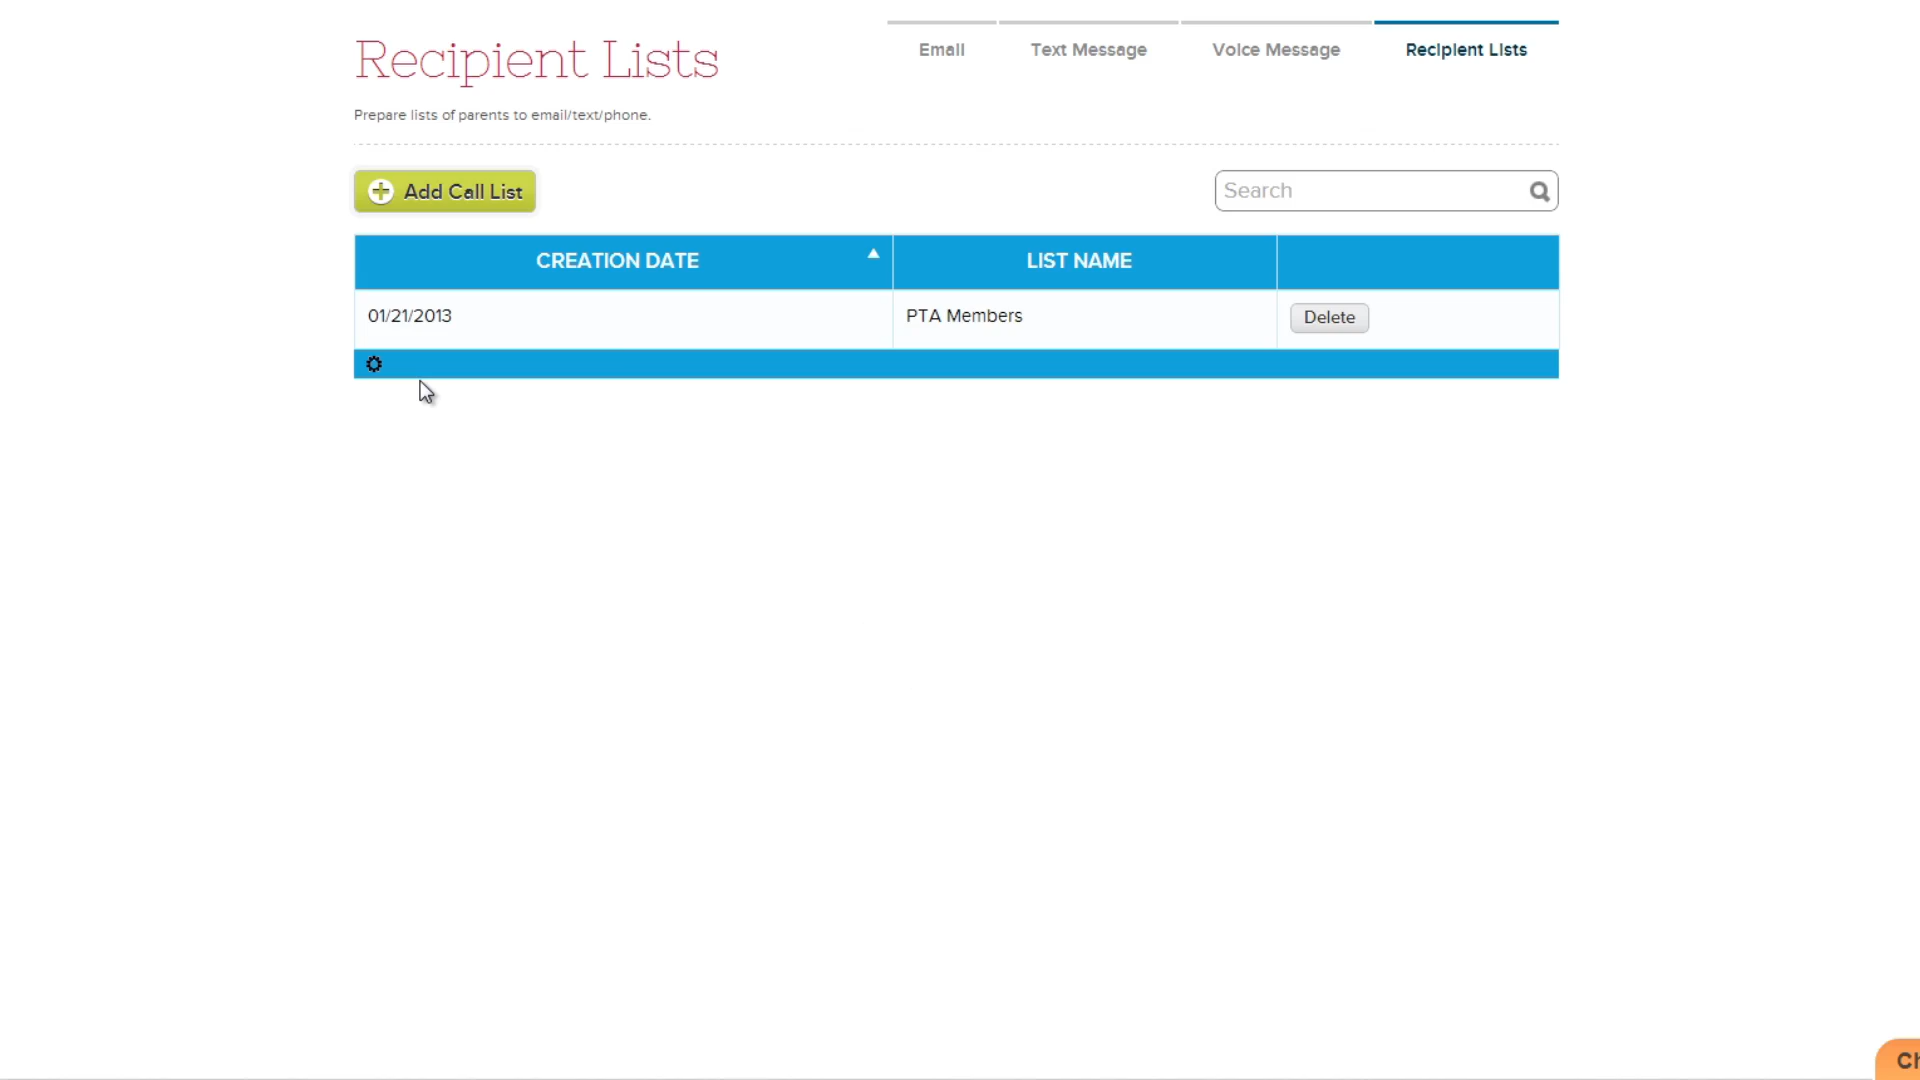 Recipient Lists
Email
Text Message
Voice Message
Recipient Lists
Prepare lists of parents to email/text/phone.
Add Call List
Search
CREATION DATE
LIST NAME
01/21/2013
PTA Members
Delete